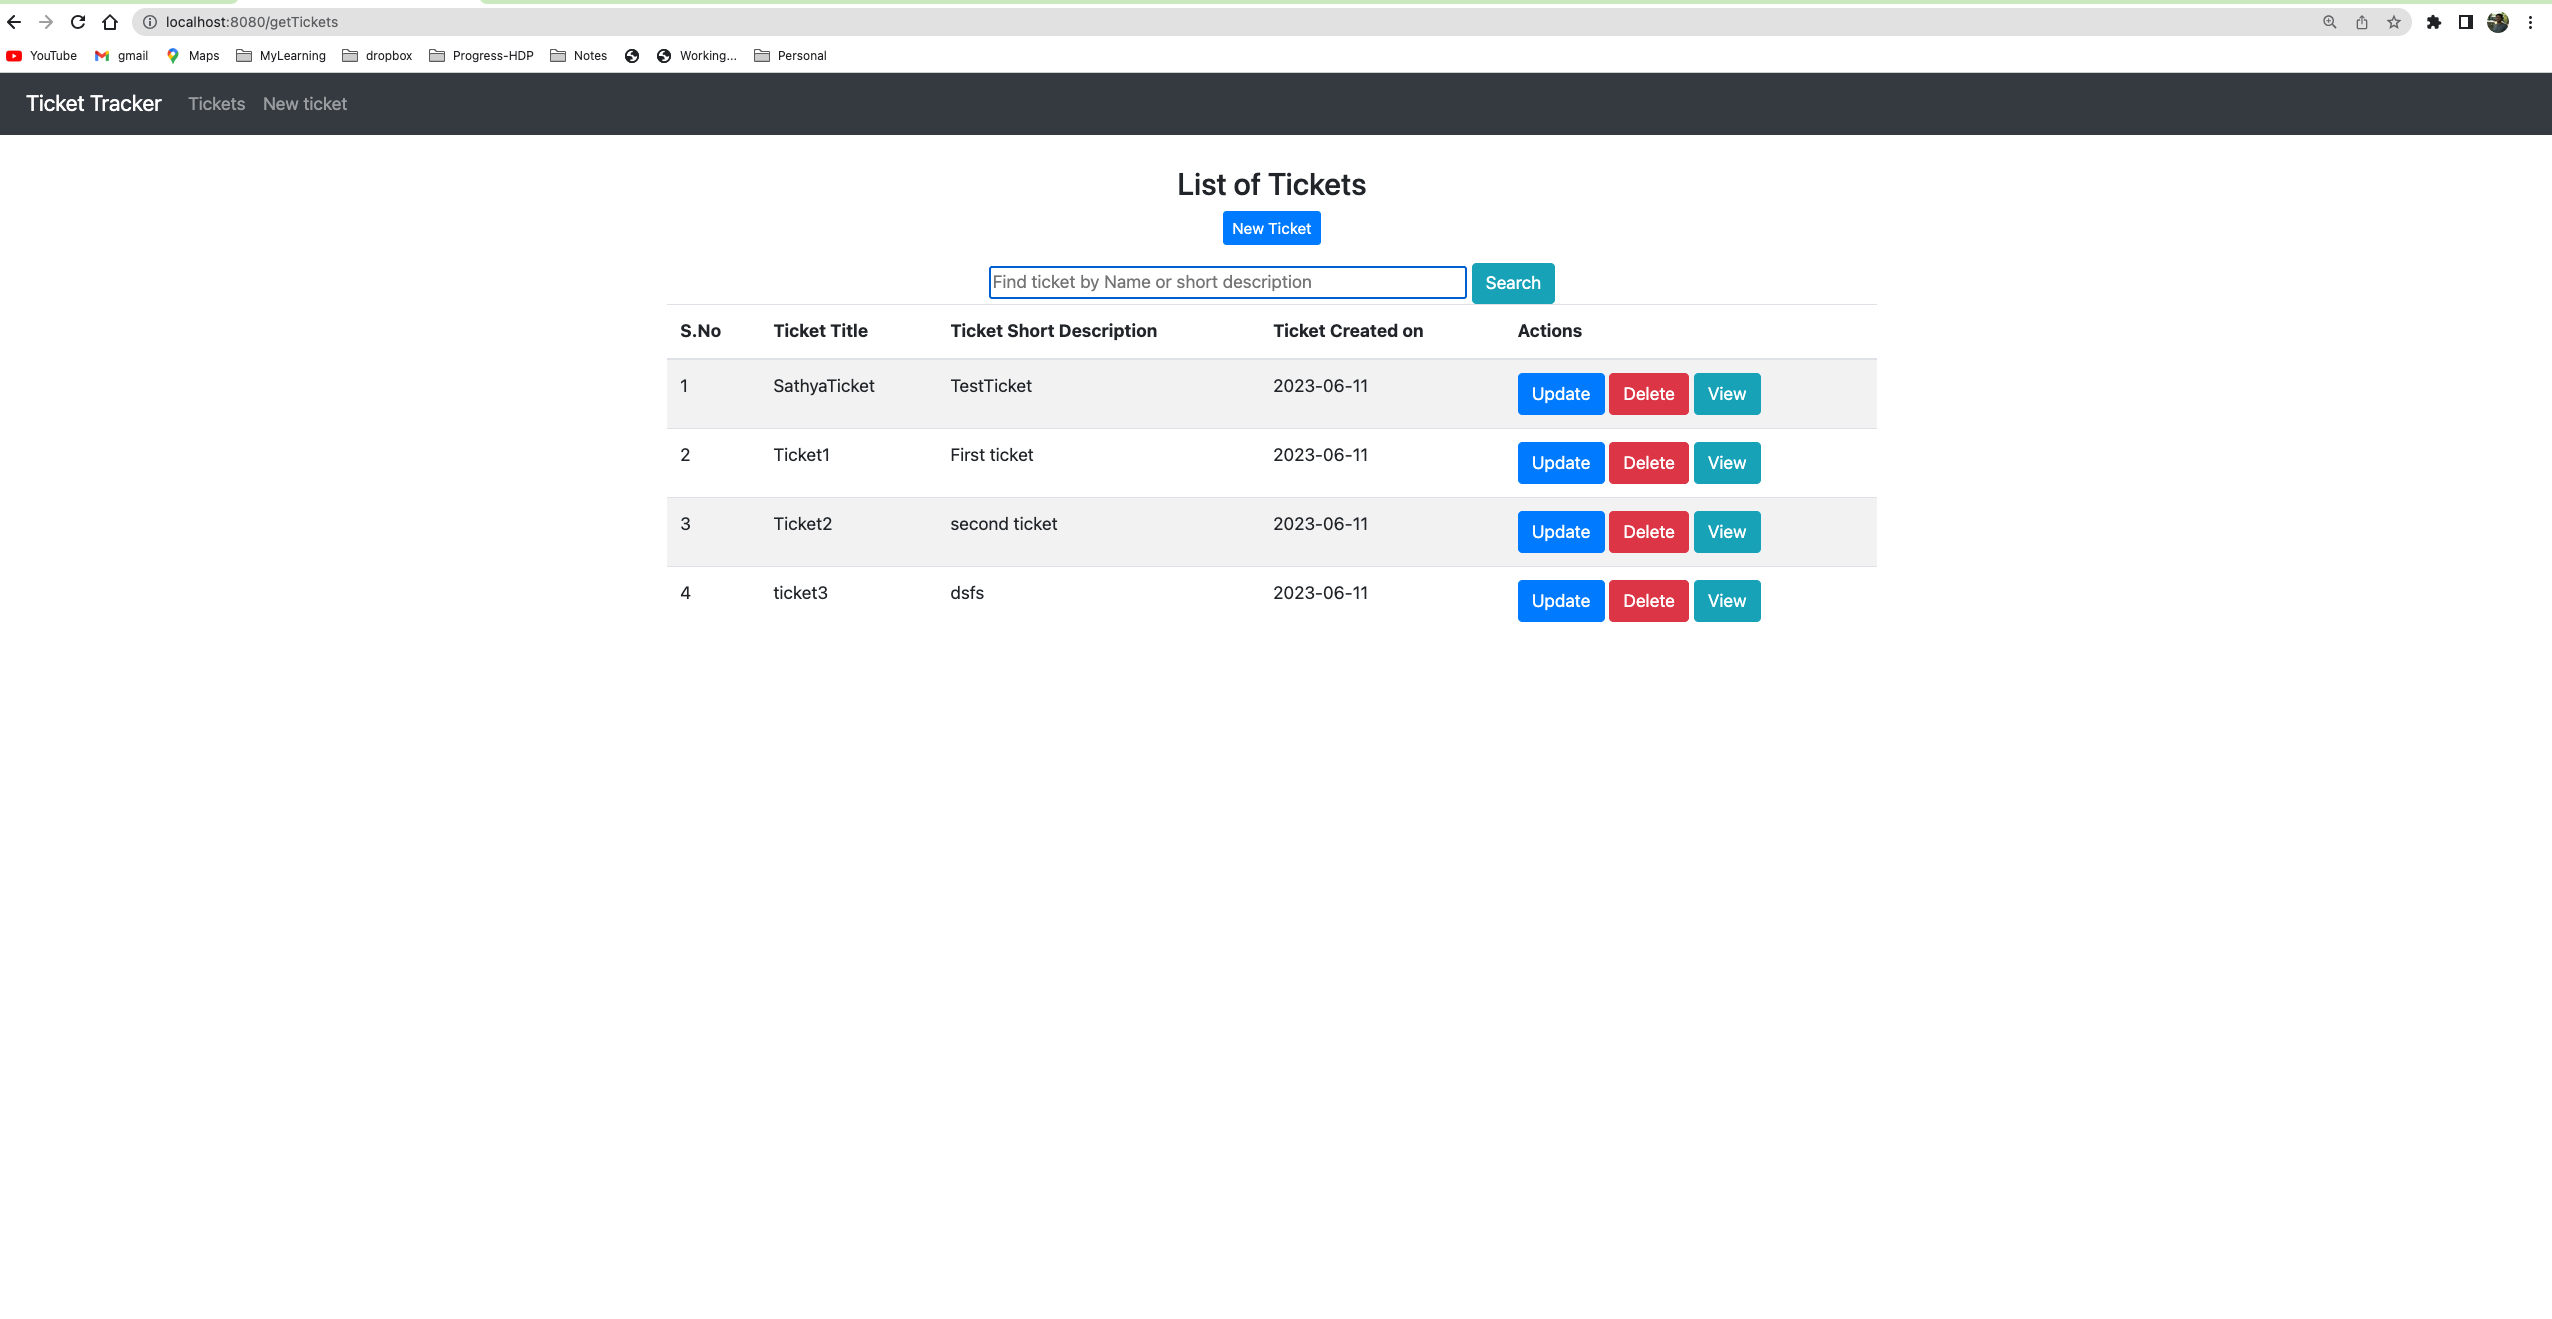 localhost:8080/getTickets
YouTube gmail Maps MyLearning dropbox Progress-HDP Notes Working... Personal
Ticket Tracker Tickets New ticket
List of Tickets
New Ticket
Find ticket by Name or short description Search
S.No Ticket Title Ticket Short Description Ticket Created on Actions
1 SathyaTicket TestTicket 2023-06-11 Update Delete View
2 Ticket1 First ticket 2023-06-11 Update Delete View
3 Ticket2 second ticket 2023-06-11 Update Delete View
4 ticket3 dsfs 2023-06-11 Update Delete View